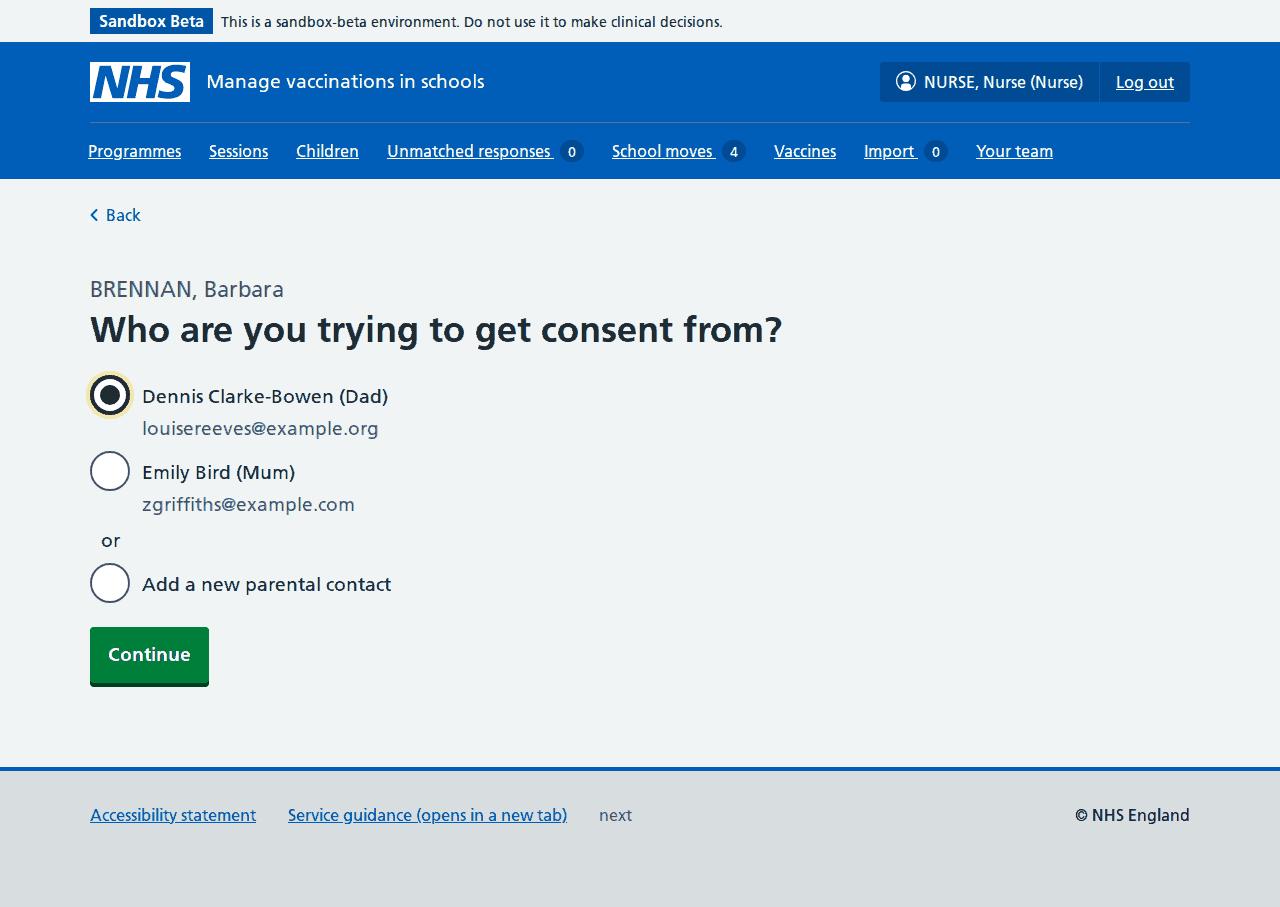 Sandbox Beta This is a sandbox-beta environment. Do not use it to make clinical decisions.
NHS Manage vaccinations in schools NURSE, Nurse (Nurse) Log out
Programmes Sessions Children Unmatched responses 0 School moves 4 Vaccines Import 0 Your team
Back
BRENNAN, Barbara
Who are you trying to get consent from?
Dennis Clarke-Bowen (Dad)
louisereeves@example.org
Emily Bird (Mum)
zgriffiths@example.com
or
Add a new parental contact
Continue
Accessibility statement Service guidance (opens in a new tab) next © NHS England